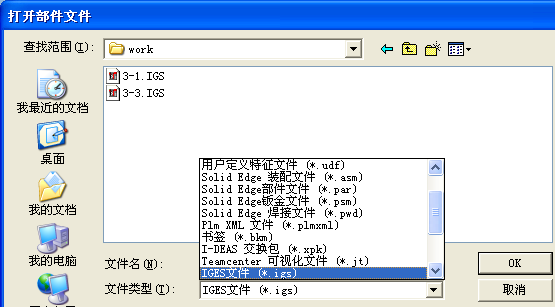 打开部件文件
查找范围(I):
work
3-1.IGS
3-3.IGS
我最近的文档
桌面
我的文档
我的电脑
用户定义特征文件 (*.udf)
Solid Edge 装配文件 (*.asm)
Solid Edge部件文件 (*.par)
Solid Edge钣金文件 (*.psm)
Solid Edge 焊接文件 (*.pwd)
Plm XML 文件 (*.plmxml)
书签 (*.bkm)
I-DEAS 交换包 (*.xpk)
Teamcenter 可视化文件 (*.jt)
IGES文件 (*.igs)
文件名(N):
OK
文件类型(T):
IGES文件 (*.igs)
取消